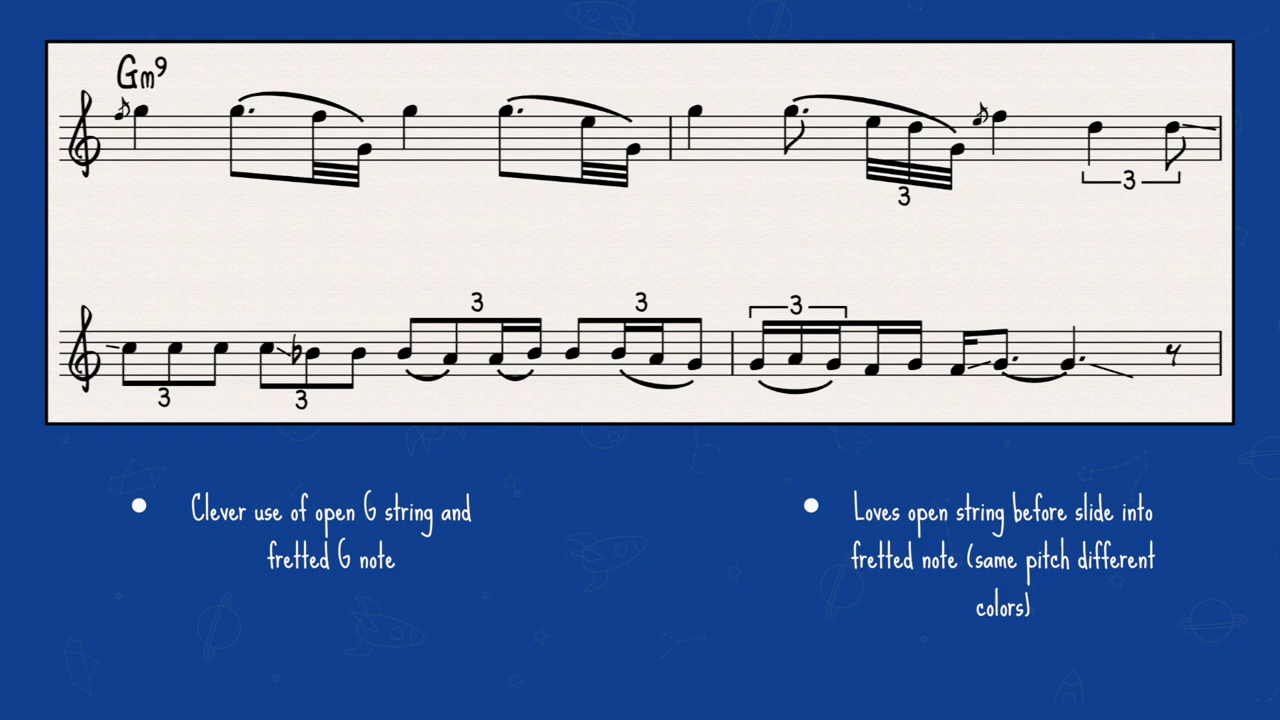 Gm9
3
3
3
3
3
3
3
Clever use of open G string and
fretted G note
Loves open string before slide into
fretted note (same pitch different
colors)